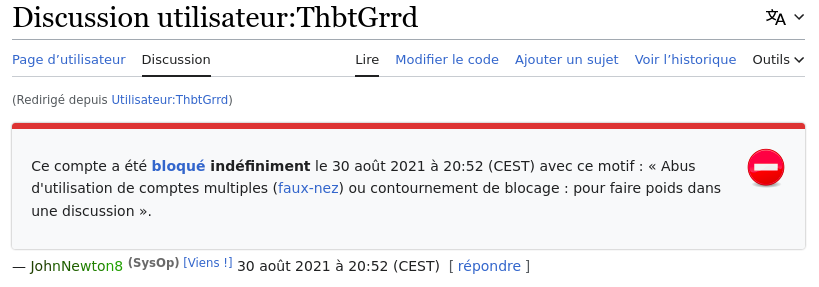 Discussion utilisateur:ThbtGrrd
Page d’utilisateur Discussion Lire Modifier le code Ajouter un sujet Voir l’historique Outils
(Redirigé depuis Utilisateur:ThbtGrrd)
Ce compte a été bloqué indéfiniment le 30 août 2021 à 20:52 (CEST) avec ce motif : « Abus
d'utilisation de comptes multiples (faux-nez) ou contournement de blocage : pour faire poids dans
une discussion ».
— JohnNewton8 (SysOp) [Viens !] 30 août 2021 à 20:52 (CEST) [ répondre ]